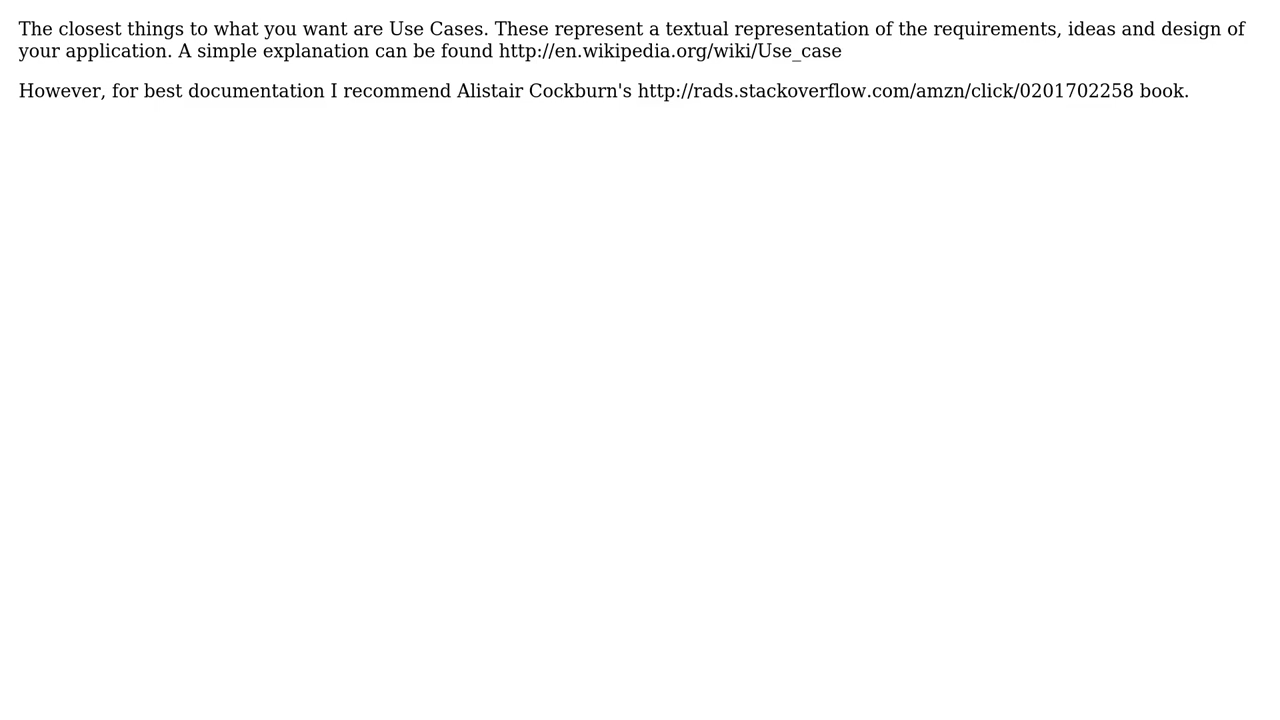 The closest things to what you want are Use Cases. These represent a textual representation of the requirements, ideas and design of
your application. A simple explanation can be found http://en.wikipedia.org/wiki/Use_case
However, for best documentation I recommend Alistair Cockburn's http://rads.stackoverflow.com/amzn/click/0201702258 book.